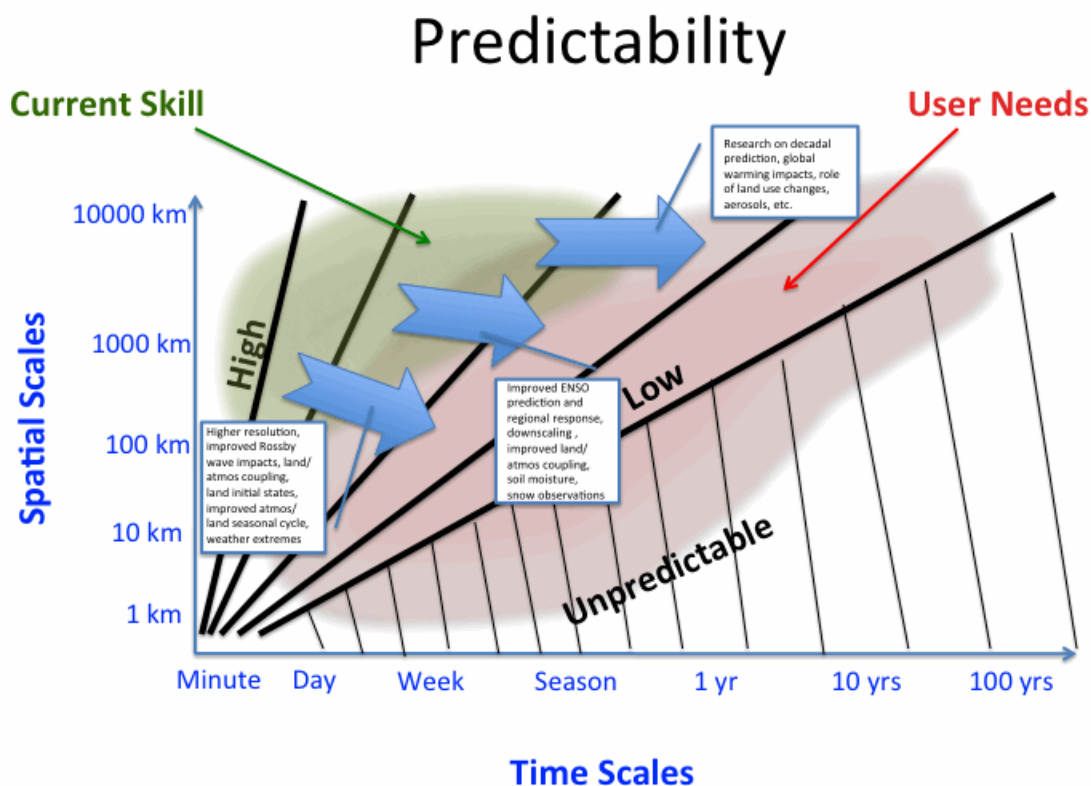 Predictability
Current Skill
User Needs
Research on decadal
prediction, global
warming impacts, role
of land use changes,
aerosols, etc.
10000 km
1000 km
100 km
10 km
1 km
Spatial Scales
High
Low
Unpredictable
Higher resolution,
improved Rossby
wave impacts, land/
atmos coupling,
land initial states,
improved atmos/
land seasonal cycle,
weather extremes
Improved ENSO
prediction and
regional response,
downscaling ,
improved land/
atmos coupling,
soil moisture,
snow observations
Minute
Day
Week
Season
1 yr
10 yrs
100 yrs
Time Scales